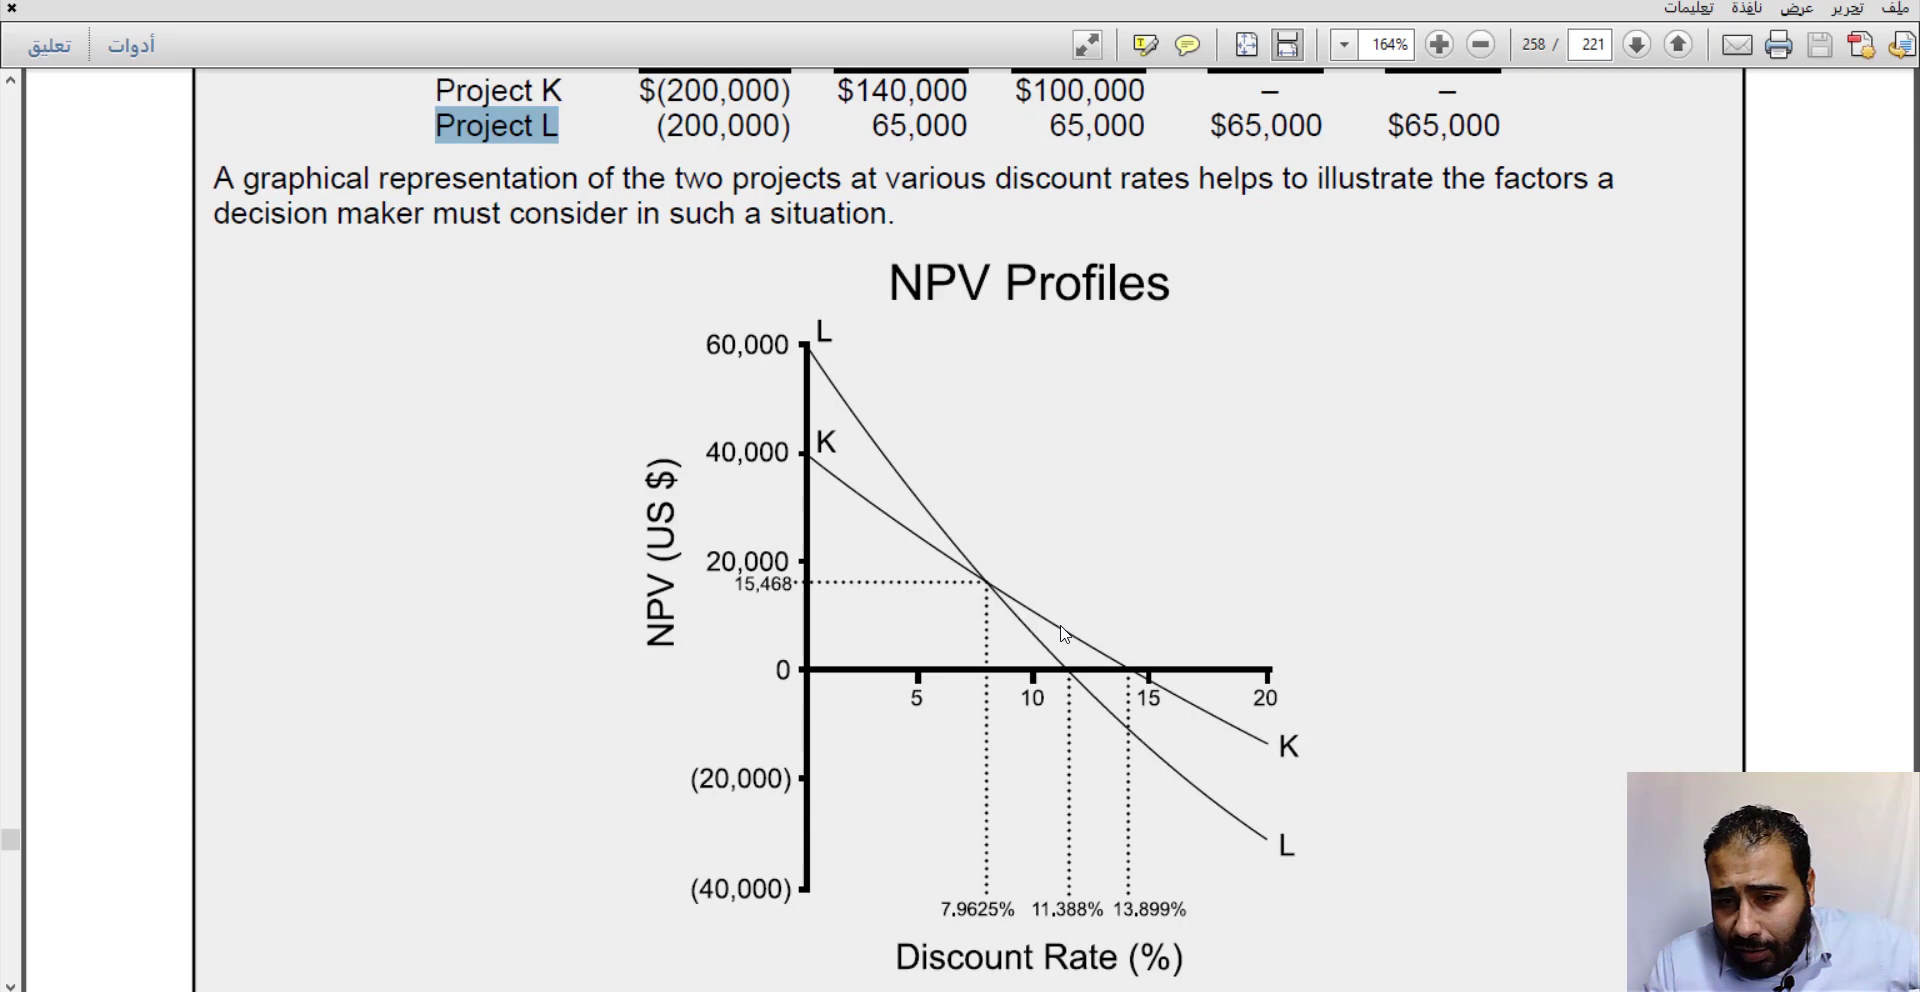 ملف تحرير عرض نافذة تعليمات
أدوات تعليق
164% 258 / 221
Project K $(200,000) $140,000 $100,000 – –
Project L (200,000) 65,000 65,000 $65,000 $65,000
A graphical representation of the two projects at various discount rates helps to illustrate the factors a
decision maker must consider in such a situation.
NPV Profiles
L
60,000
K
40,000
NPV (US $)
20,000
15,468
0
5 10 15 20
K
(20,000)
L
(40,000)
7.9625% 11.388% 13.899%
Discount Rate (%)